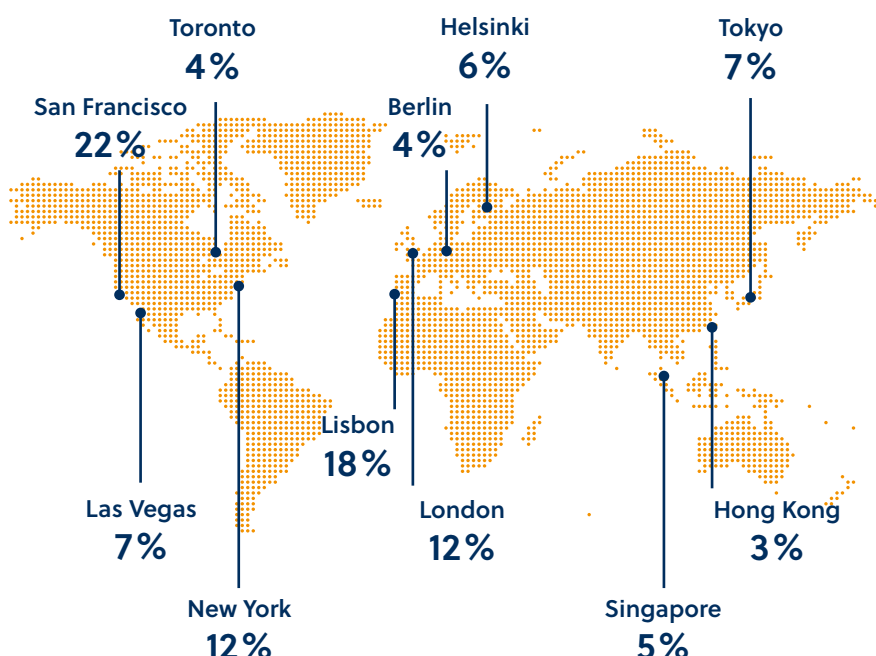 Toronto
4%
Helsinki
6%
Tokyo
7%
San Francisco
22%
Berlin
4%
Lisbon
18%
Las Vegas
7%
London
12%
Hong Kong
3%
New York
12%
Singapore
5%